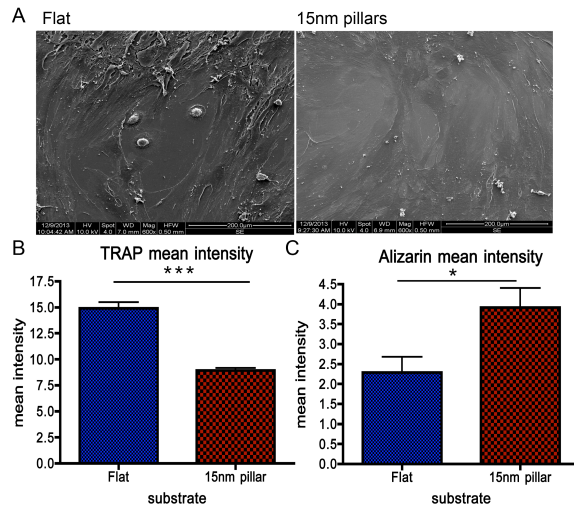 A Flat 15nm pillars
12/9/2013 HV Spot WD Mag HFW 200.0µm
10:04:42 AM 10.0 kV 4.0 7.0 mm 600x 0.50 mm SE
12/9/2013 HV Spot WD Mag HFW 200.0µm
9:27:30 AM 10.0 kV 4.0 6.9 mm 600x 0.50 mm SE
B TRAP mean intensity
***
mean intensity
17.5
15.0
12.5
10.0
7.5
5.0
2.5
0.0
Flat 15nm pillar
substrate
C Alizarin mean intensity
*
mean intensity
4.5
4.0
3.5
3.0
2.5
2.0
1.5
1.0
0.5
0.0
Flat 15nm pillar
substrate